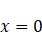 x = 0